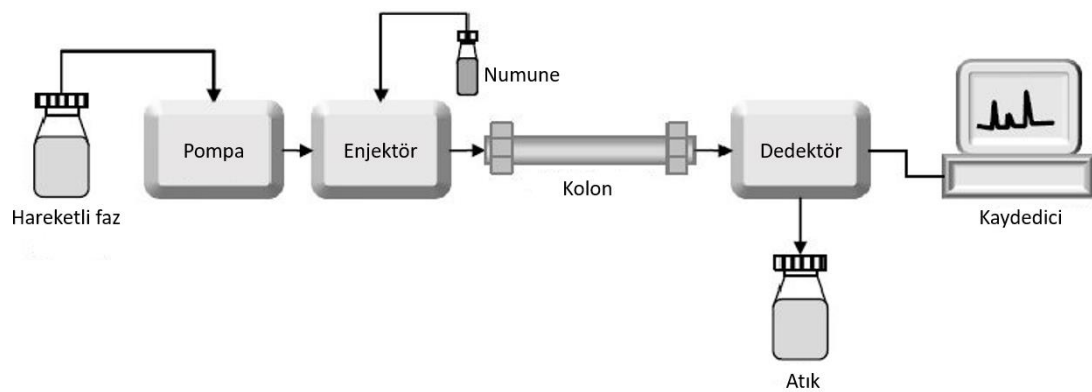 Numune
Pompa
Enjektör
Dedektör
Kolon
Hareketli faz
Kaydedici
Atık